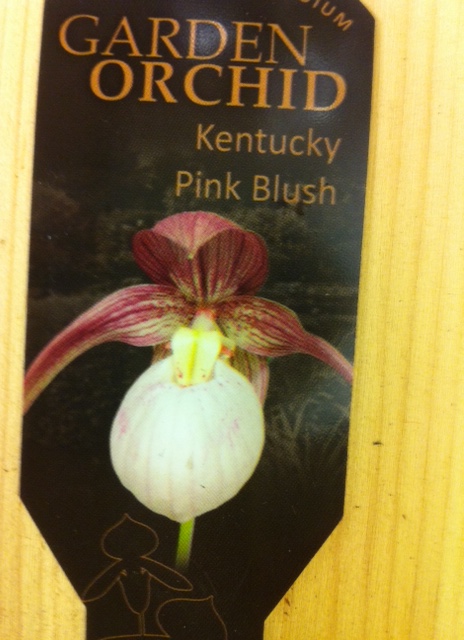 GARDEN
ORCHID
Kentucky
Pink Blush